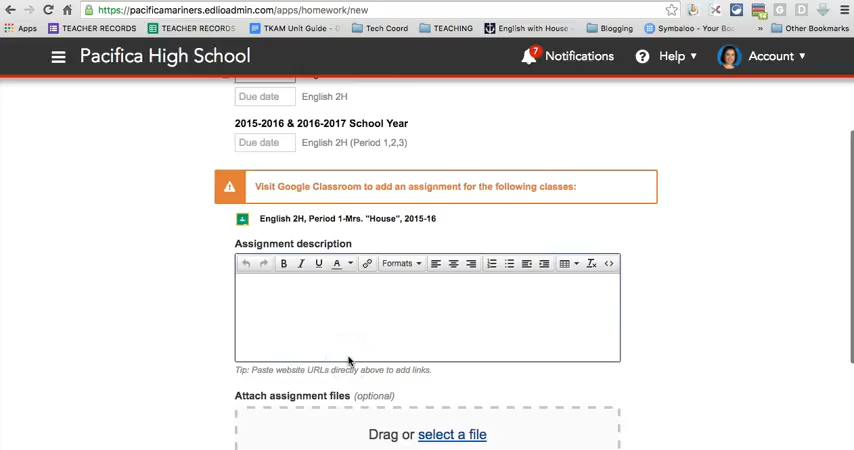 https://pacificamariners.edlioadmin.com/apps/homework/new
Apps TEACHER RECORDS TEACHER RECORDS TKAM Unit Guide - Tech Coord TEACHING English with House - Blogging Symbaloo - Your Boo » Other Bookmarks
Pacifica High School 7 Notifications ? Help ▼ Account ▼
Due date English 2H
2015-2016 & 2016-2017 School Year
Due date English 2H (Period 1,2,3)
Visit Google Classroom to add an assignment for the following classes:
English 2H, Period 1-Mrs. "House", 2015-16
Assignment description
B I U A Formats
Tip: Paste website URLs directly above to add links.
Attach assignment files (optional)
Drag or select a file